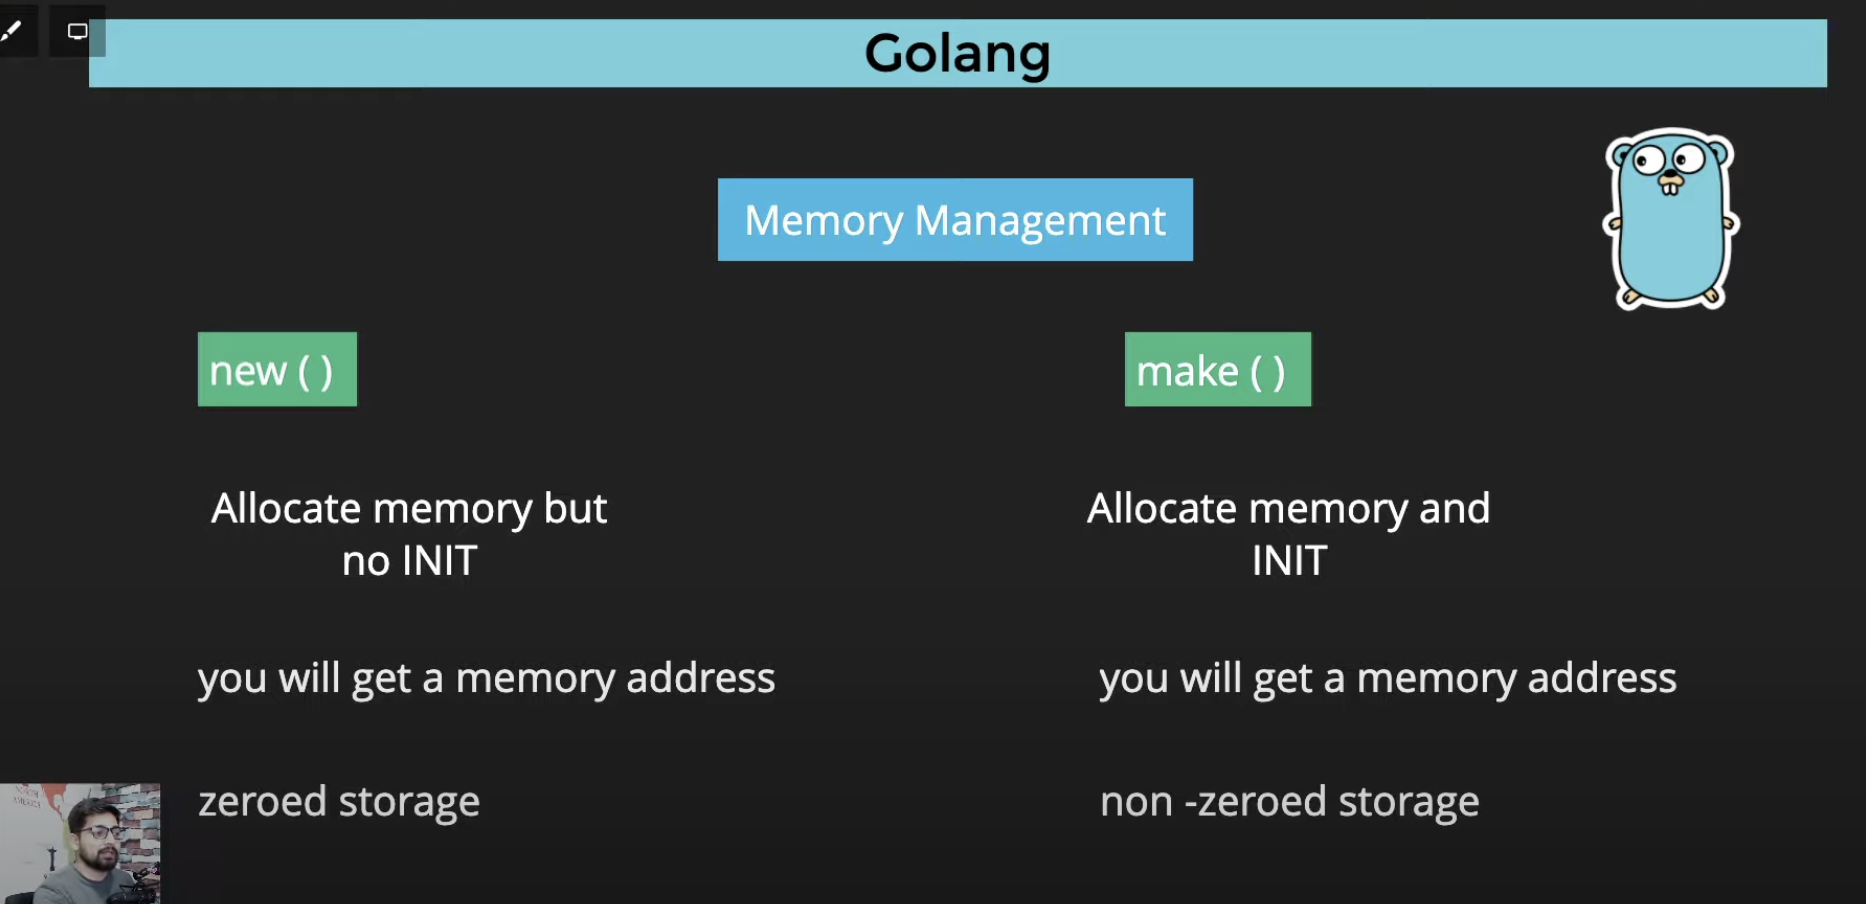 Golang
Memory Management
new ( )
make ( )
Allocate memory but
no INIT
Allocate memory and
INIT
you will get a memory address
you will get a memory address
zeroed storage
non -zeroed storage